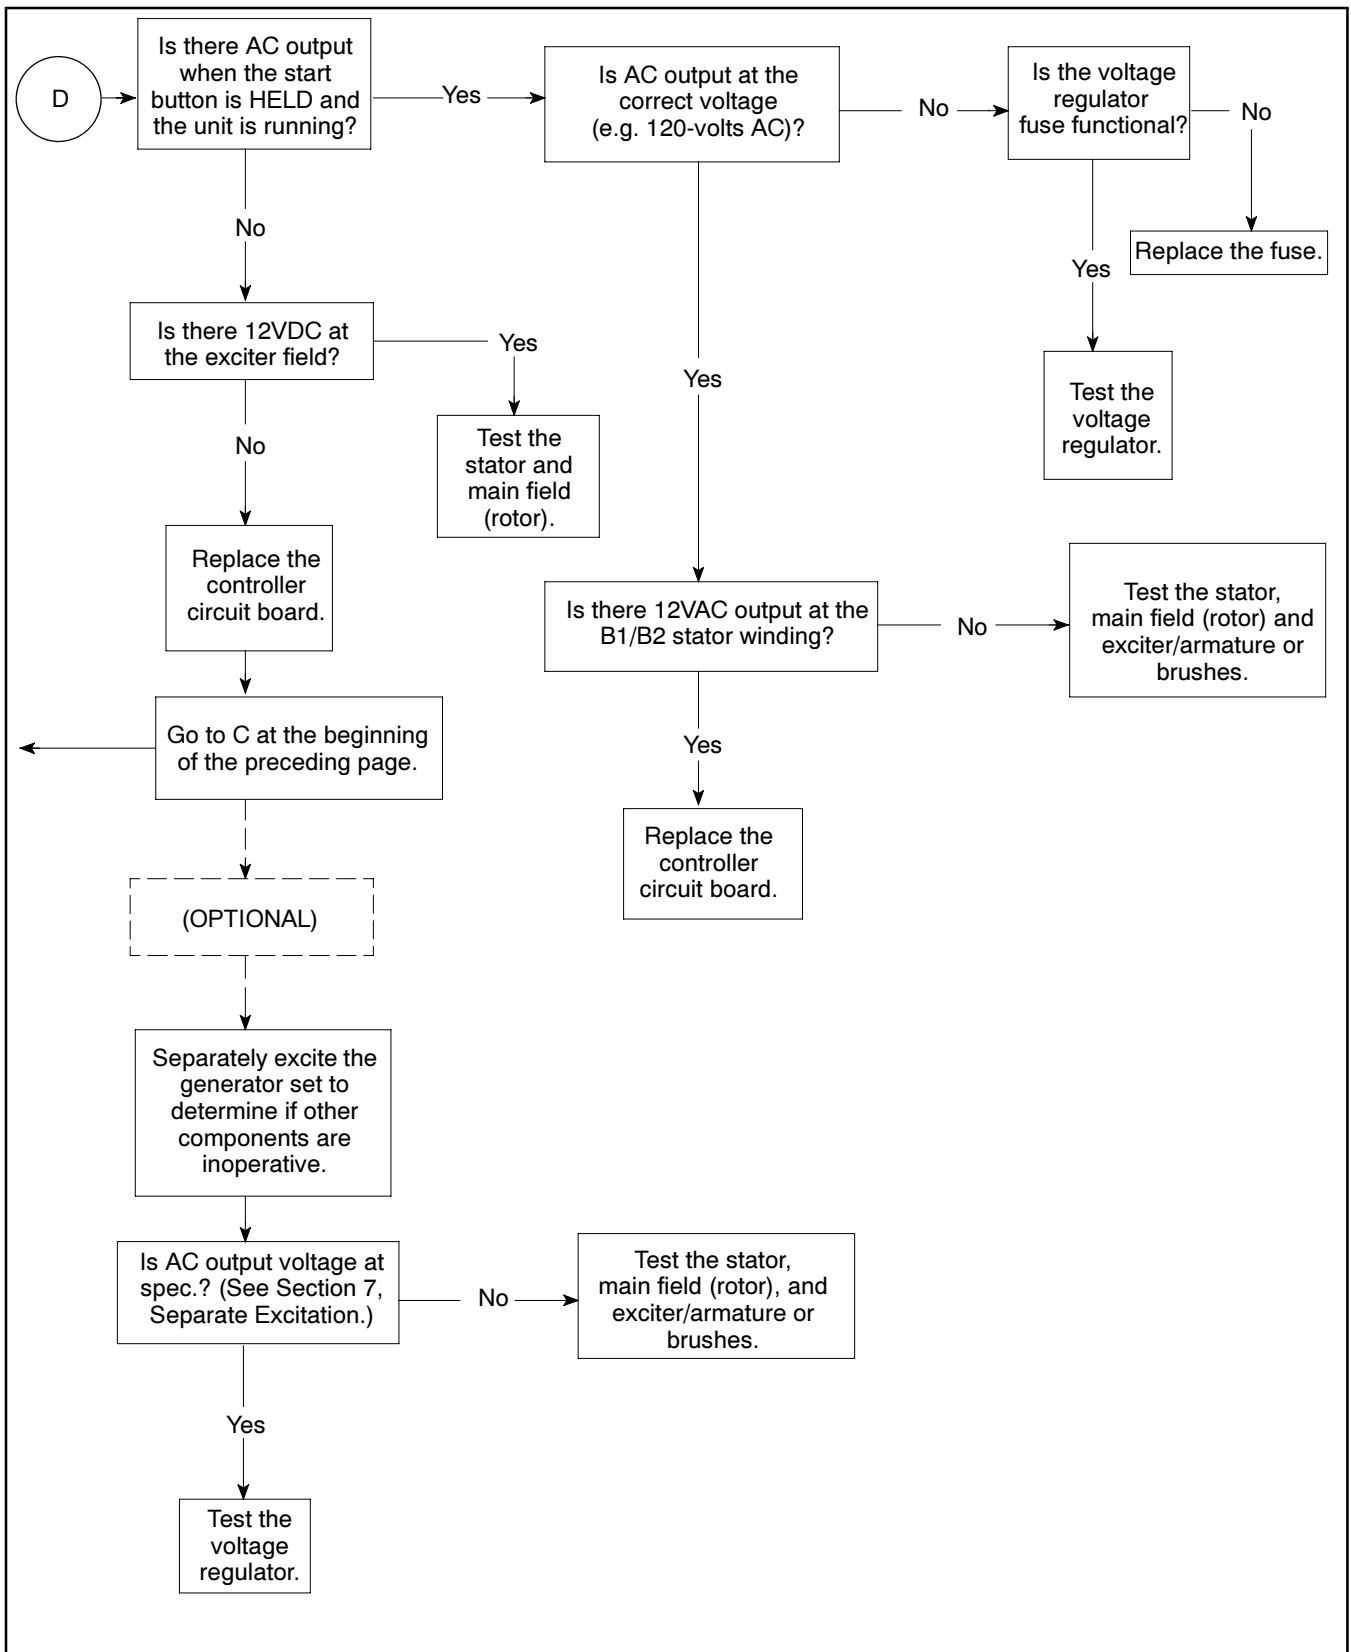 D
Is there AC output
when the start
button is HELD and
the unit is running?
Yes
Is AC output at the
correct voltage
(e.g. 120-volts AC)?
No
Is the voltage
regulator
fuse functional?
No
Replace the fuse.
Yes
Test the
voltage
regulator.
No
Is there 12VDC at
the exciter field?
Yes
Test the
stator and
main field
(rotor).
Yes
No
Replace the
controller
circuit board.
Is there 12VAC output at the
B1/B2 stator winding?
No
Test the stator,
main field (rotor) and
exciter/armature or
brushes.
Go to C at the beginning
of the preceding page.
Yes
Replace the
controller
circuit board.
(OPTIONAL)
Separately excite the
generator set to
determine if other
components are
inoperative.
Is AC output voltage at
spec.? (See Section 7,
Separate Excitation.)
No
Test the stator,
main field (rotor), and
exciter/armature or
brushes.
Yes
Test the
voltage
regulator.